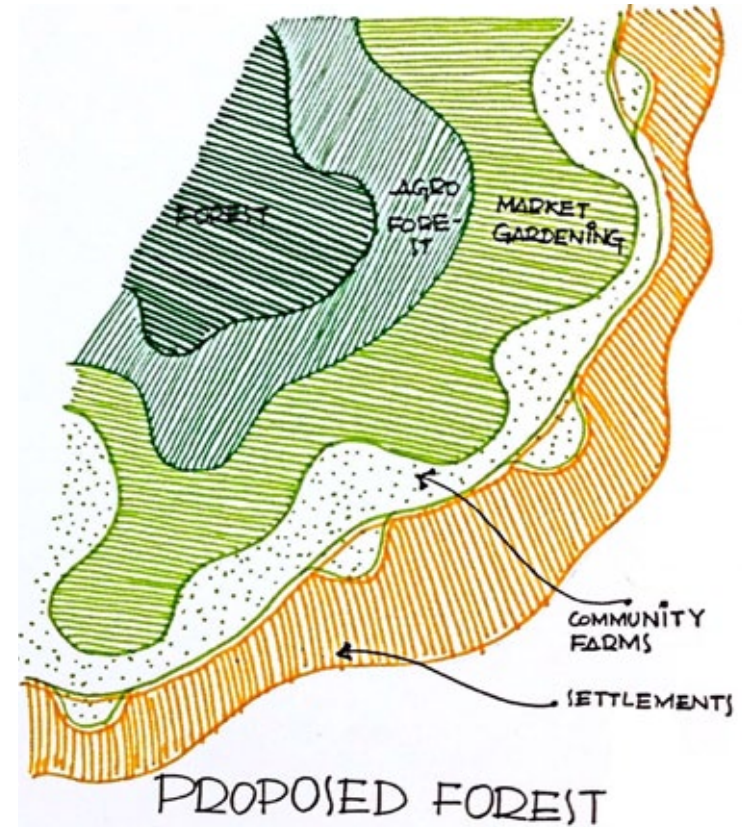 FOREST
AGRO
FORE-
ST
MARKET
GARDENING
COMMUNITY
FARMS
SETTLEMENTS
PROPOSED FOREST